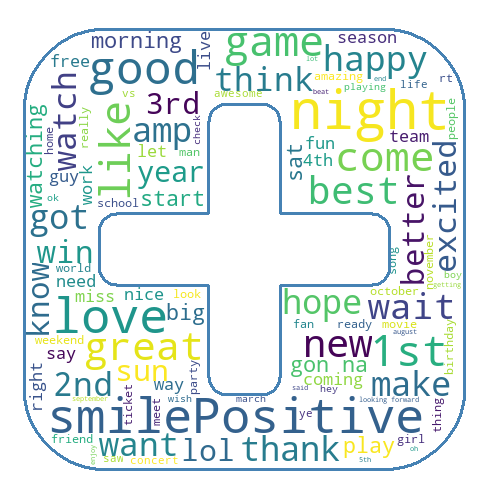 morning
live
season
free
good
game
happy
think
rt
vs
awesome
amazing
lot
end
playing
life
beat
watch
3rd
like
night
amp
check
team
people
home
really
let
man
fun
sat
4th
come
watching
guy
work
year
ok
school
start
best
better
excited
got
win
know
world
need
miss
nice
song
november
boy
getting
love
big
hope
october
wait
look
fan
ready
movie
august
great
new
1st
birthday
weekend
say
sun
gon na
right
2nd
way
party
coming
make
september
ticket
meet
wish
march
said
hey
looking forward
thing
smilePositive
ye
friend
want
lol
thank
play
girl
enjoy
saw
concert
5th
oh